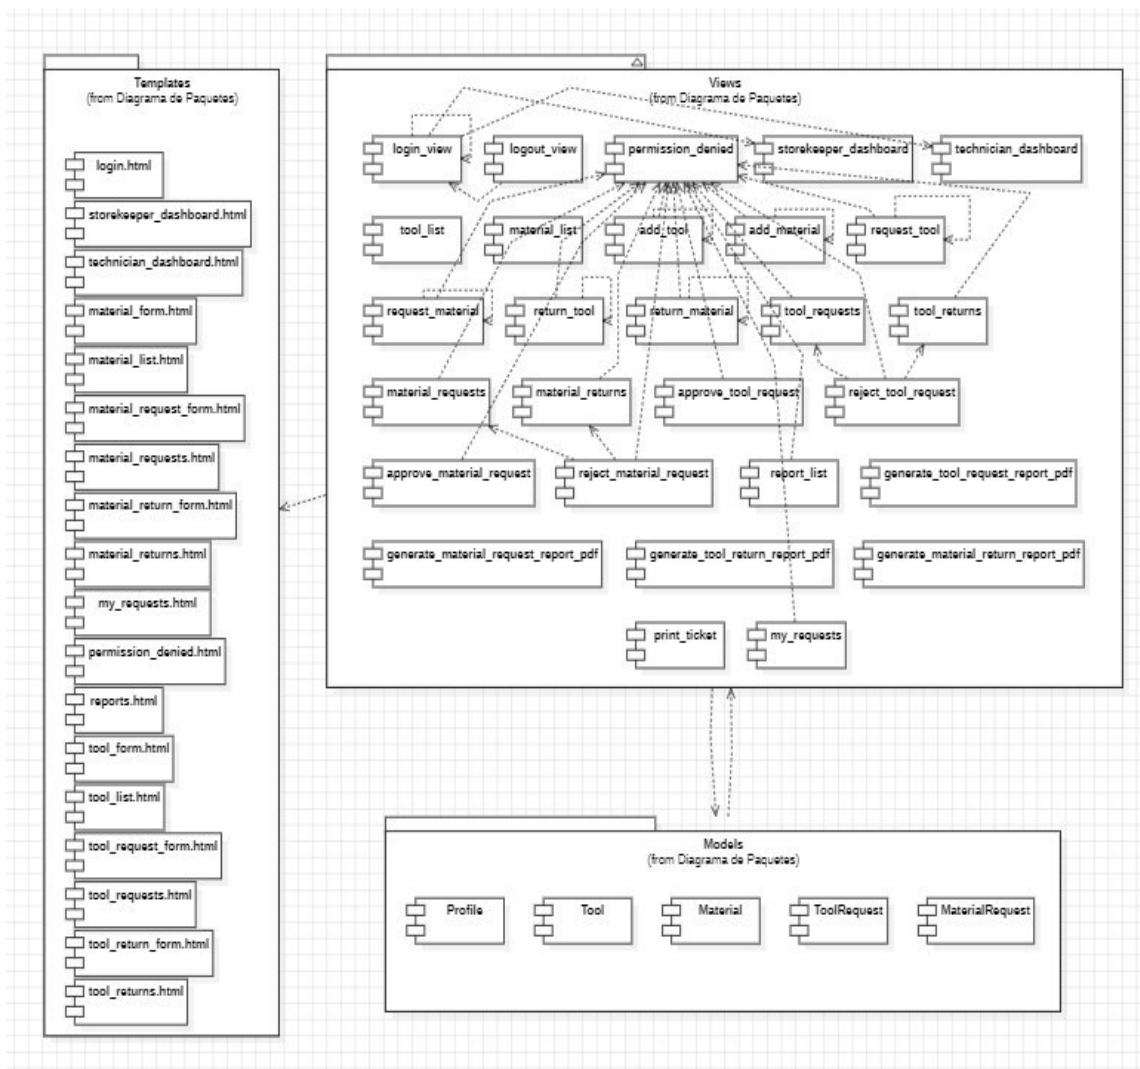 Templates
(from Diagrama de Paquetes)
login.html
storekeeper_dashboard.html
technician_dashboard.html
material_form.html
material_list.html
material_request_form.html
material_requests.html
material_return_form.html
material_returns.html
my_requests.html
permission_denied.html
reports.html
tool_form.html
tool_list.html
tool_request_form.html
tool_requests.html
tool_return_form.html
tool_returns.html
Views
(from Diagrama de Paquetes)
login_view
logout_view
permission_denied
storekeeper_dashboard
technician_dashboard
tool_list
material_list
add_tool
add_material
request_tool
request_material
return_tool
return_material
tool_requests
tool_returns
material_requests
material_returns
approve_tool_request
reject_tool_request
approve_material_request
reject_material_request
report_list
generate_tool_request_report_pdf
generate_material_request_report_pdf
generate_tool_return_report_pdf
generate_material_return_report_pdf
print_ticket
my_requests
Models
(from Diagrama de Paquetes)
Profile
Tool
Material
ToolRequest
MaterialRequest